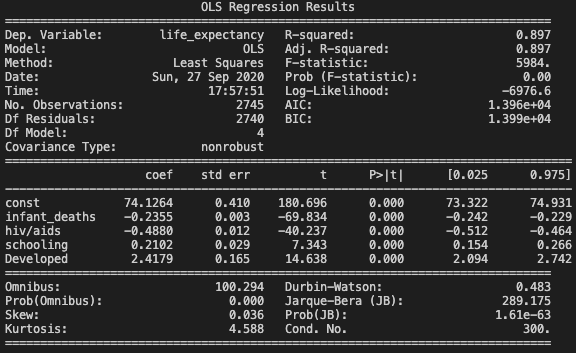 OLS Regression Results
==============================================================================
Dep. Variable:        life_expectancy   R-squared:                       0.897
Model:                            OLS   Adj. R-squared:                  0.897
Method:                 Least Squares   F-statistic:                     5984.
Date:                Sun, 27 Sep 2020   Prob (F-statistic):               0.00
Time:                        17:57:51   Log-Likelihood:                -6976.6
No. Observations:                2745   AIC:                         1.396e+04
Df Residuals:                    2740   BIC:                         1.399e+04
Df Model:                           4
Covariance Type:            nonrobust
==============================================================================
coef    std err          t      P>|t|      [0.025      0.975]
------------------------------------------------------------------------------
const            74.1264      0.410    180.696      0.000      73.322      74.931
infant_deaths    -0.2355      0.003    -69.834      0.000      -0.242      -0.229
hiv/aids         -0.4880      0.012    -40.237      0.000      -0.512      -0.464
schooling         0.2102      0.029      7.343      0.000       0.154       0.266
Developed         2.4179      0.165     14.638      0.000       2.094       2.742
==============================================================================
Omnibus:                      100.294   Durbin-Watson:                   0.483
Prob(Omnibus):                  0.000   Jarque-Bera (JB):              289.175
Skew:                           0.036   Prob(JB):                     1.61e-63
Kurtosis:                       4.588   Cond. No.                         300.
==============================================================================